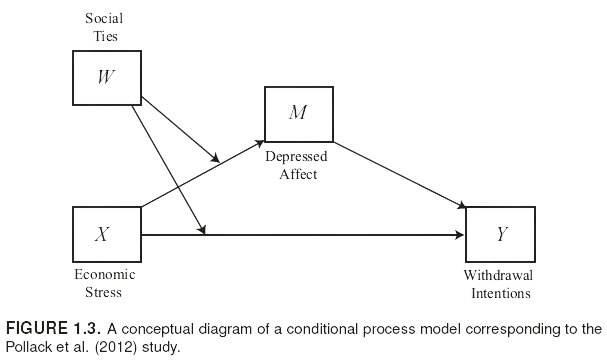 Social
Ties
W
M
Depressed
Affect
X
Economic
Stress
Y
Withdrawal
Intentions
FIGURE 1.3. A conceptual diagram of a conditional process model corresponding to the
Pollack et al. (2012) study.